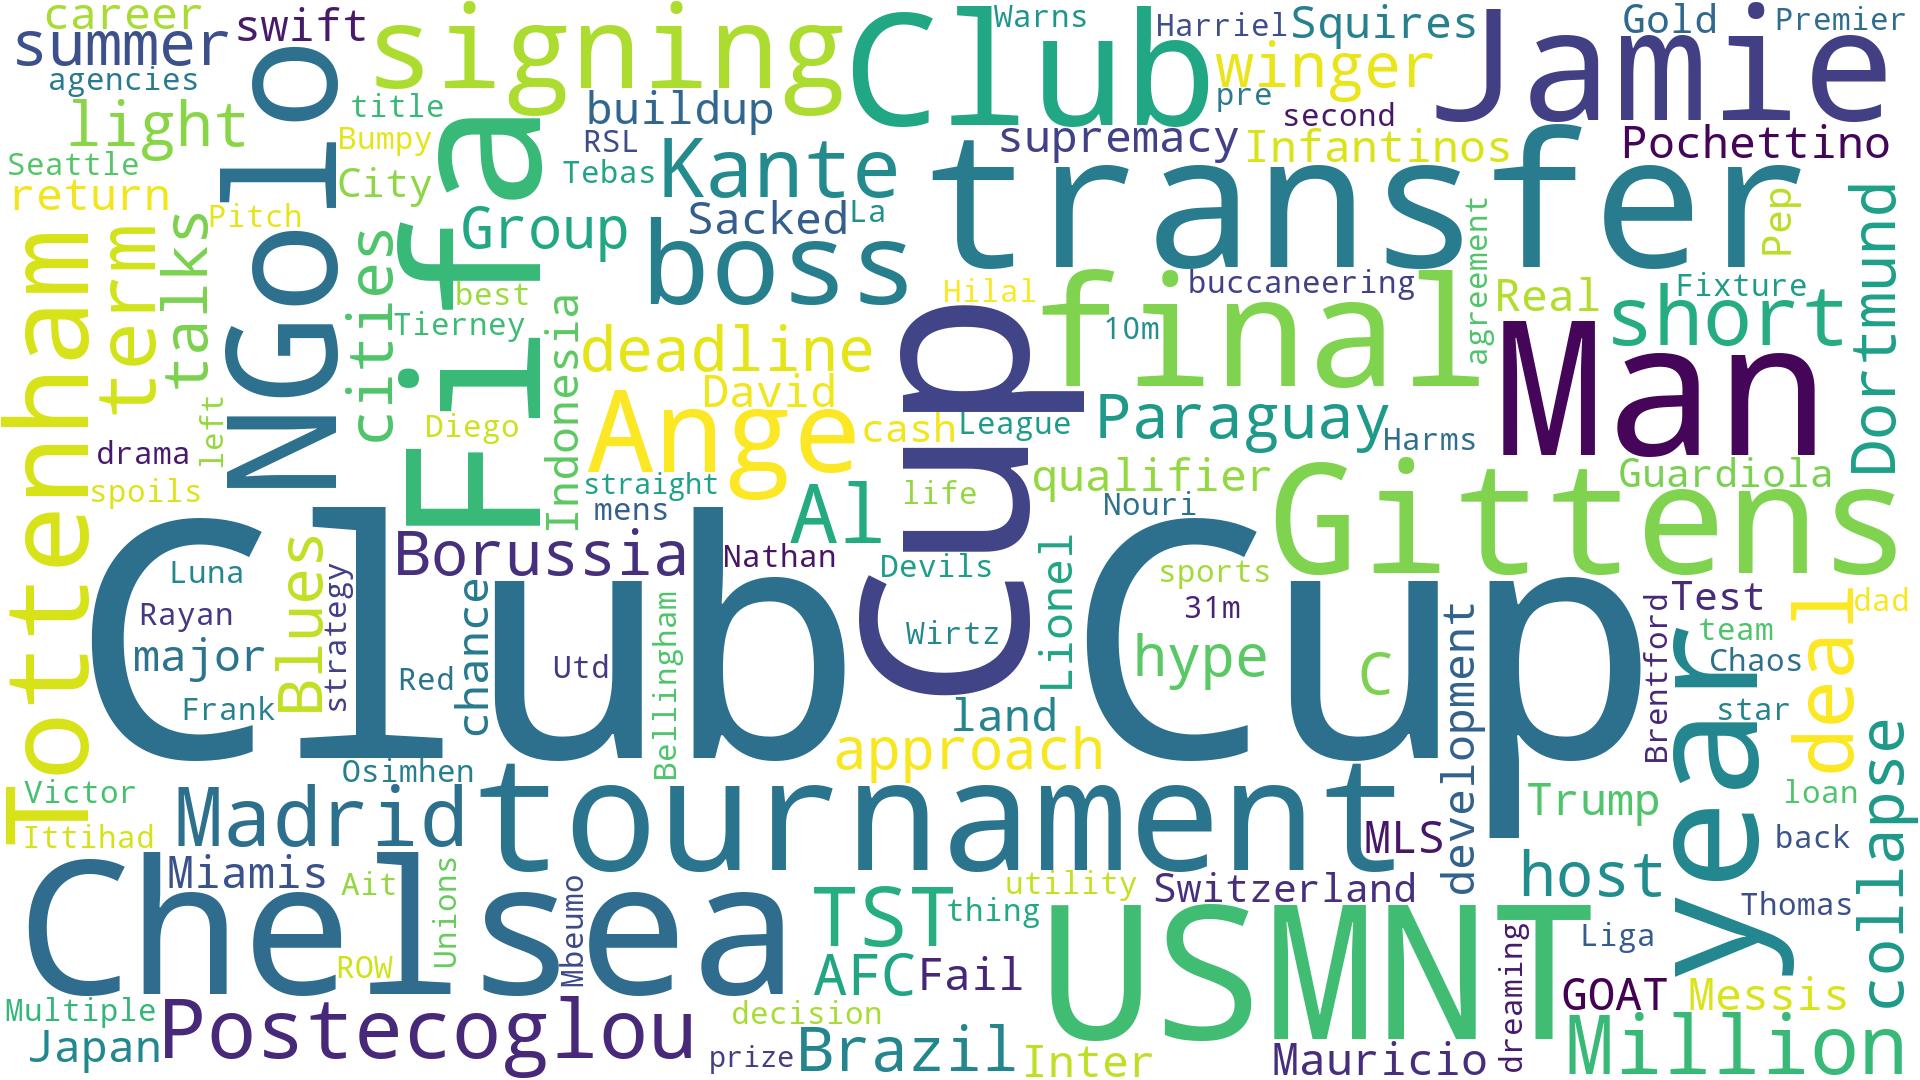 career
summer
swift
agencies
signing
Club
Warns
Harriel
Squires
Jamie
Gold
Premier
winger
light
title
buildup
pre
second
Bumpy
RSL
supremacy
Infantinos
Pochettino
Seattle
return
NGolo
City
Fifa
Tebas
Kante
transfer
Pitch
Group
Sacked
La
boss
Pep
Tottenham
term
talks
cities
best
Tierney
Indonesia
Hilal
buccaneering
agreement
Real
Fixture
Dortmund
final
10m
short
deadline
David
Man
left
Diego
Ange
cash
League
Paraguay
Harms
drama
spoils
straight
mens
Al
cup
life
qualifier
Nouri
Guardiola
Gittens
Club Cup
Borussia
Nathan
Devils
Lionel
sports
31m
Luna
Rayan
major
Frank
Blues
strategy
Red
chance
Utd
Bellingham
Wirtz
hype
C
development
Brentford
Test
team
Chaos
star
deal
dad
land
approach
Osimhen
Victor
Ittihad
Madrid
tournament
MLS
Trump
year
loan
back
collapse
Chelsea
Miamis
Ait
ROW
Unions
Mbeumo
TST
thing
utility
Switzerland
host
Thomas
AFC
Fail
USMNT
dreaming
Liga
GOAT
Messis
Multiple
Japan
Postecoglou
decision
prize
Brazil
Inter
Mauricio
Million